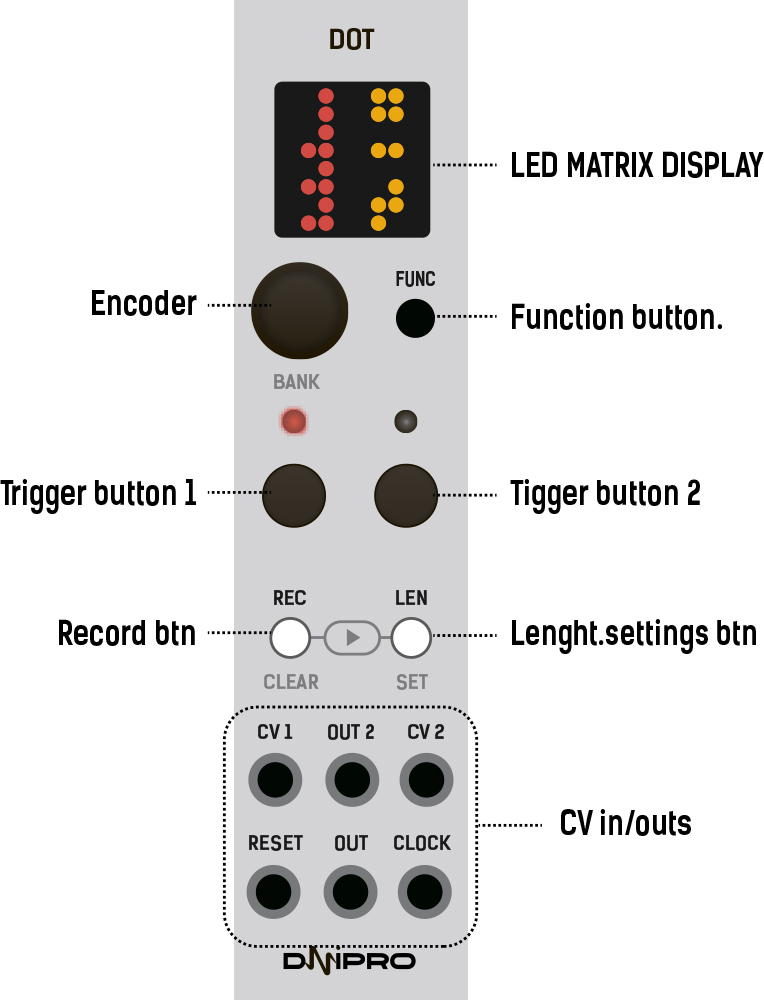 DOT
LED MATRIX DISPLAY
Encoder
FUNC
Function button.
BANK
Trigger button 1
Tigger button 2
REC
LEN
Record btn
Lenght.settings btn
CLEAR
SET
CV 1
OUT 2
CV 2
CV in/outs
RESET
OUT
CLOCK
DNIPRO